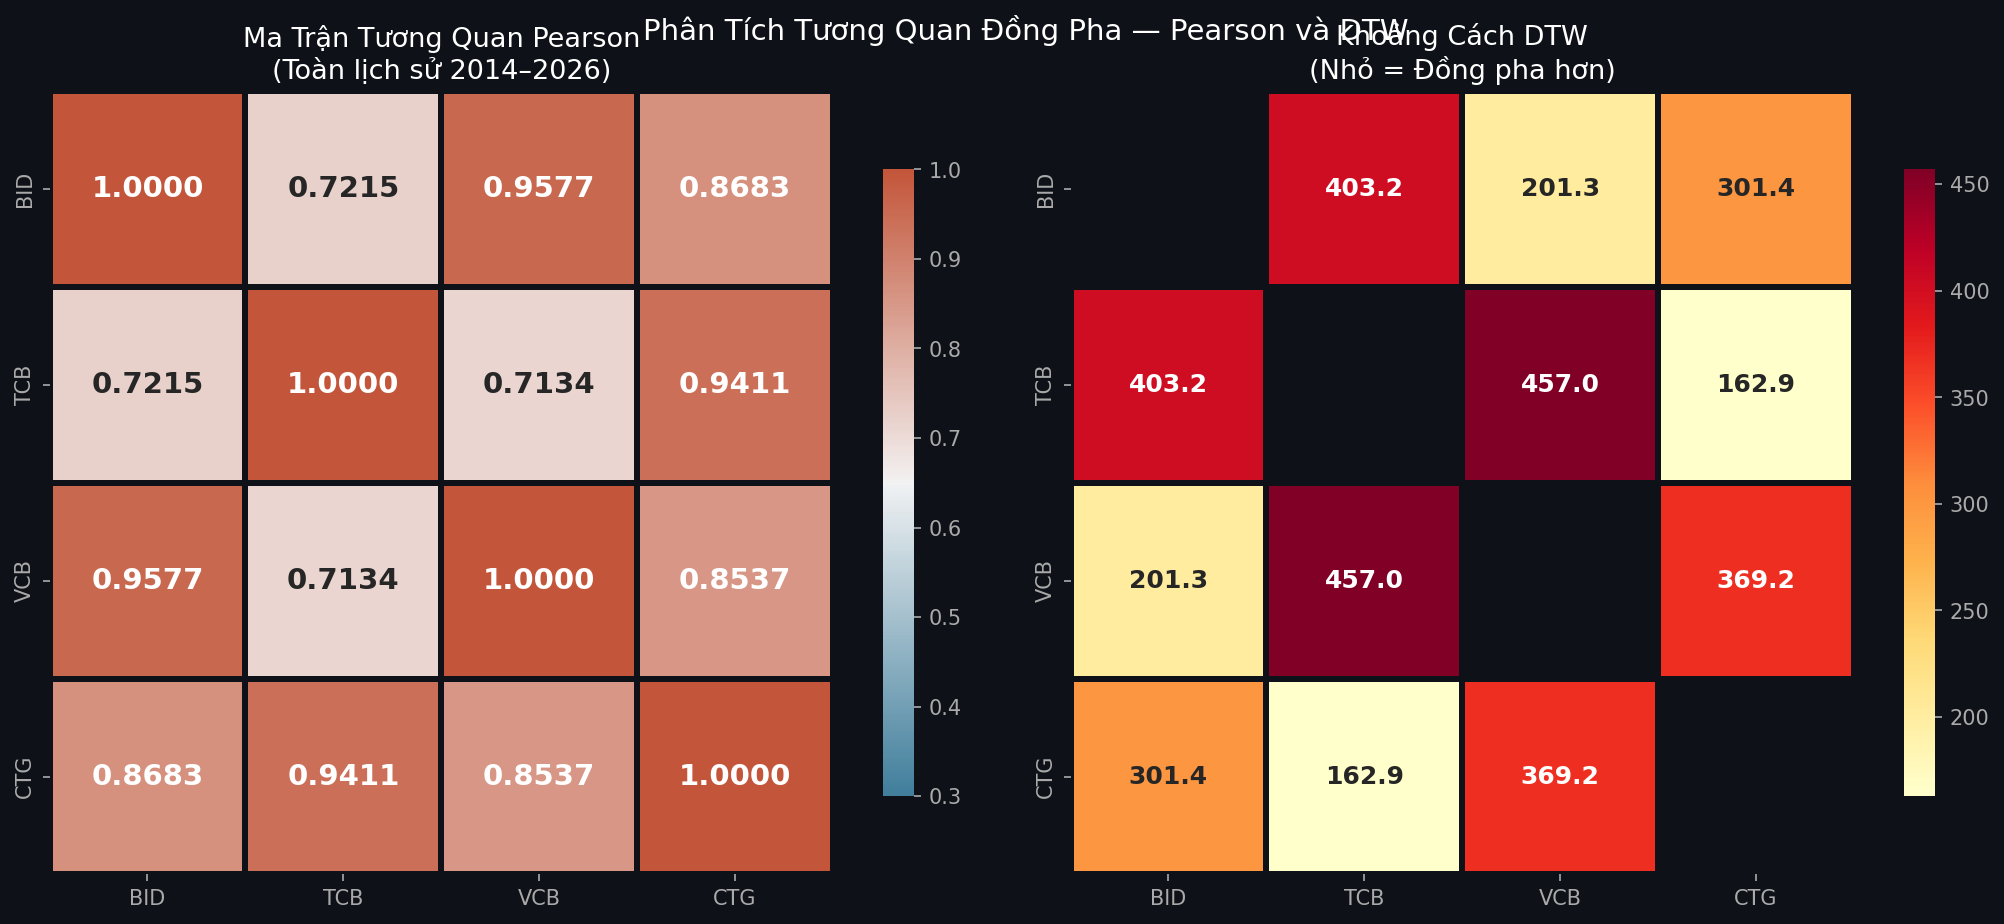 Phân Tích Tương Quan Đồng Pha — Pearson và DTW
Ma Trận Tương Quan Pearson
(Toàn lịch sử 2014–2026)
BID 1.0000 0.7215 0.9577 0.8683
TCB 0.7215 1.0000 0.7134 0.9411
VCB 0.9577 0.7134 1.0000 0.8537
CTG 0.8683 0.9411 0.8537 1.0000
BID TCB VCB CTG
1.0
0.9
0.8
0.7
0.6
0.5
0.4
0.3
Khoảng Cách DTW
(Nhỏ = Đồng pha hơn)
BID 403.2 201.3 301.4
TCB 403.2 457.0 162.9
VCB 201.3 457.0 369.2
CTG 301.4 162.9 369.2
BID TCB VCB CTG
450
400
350
300
250
200